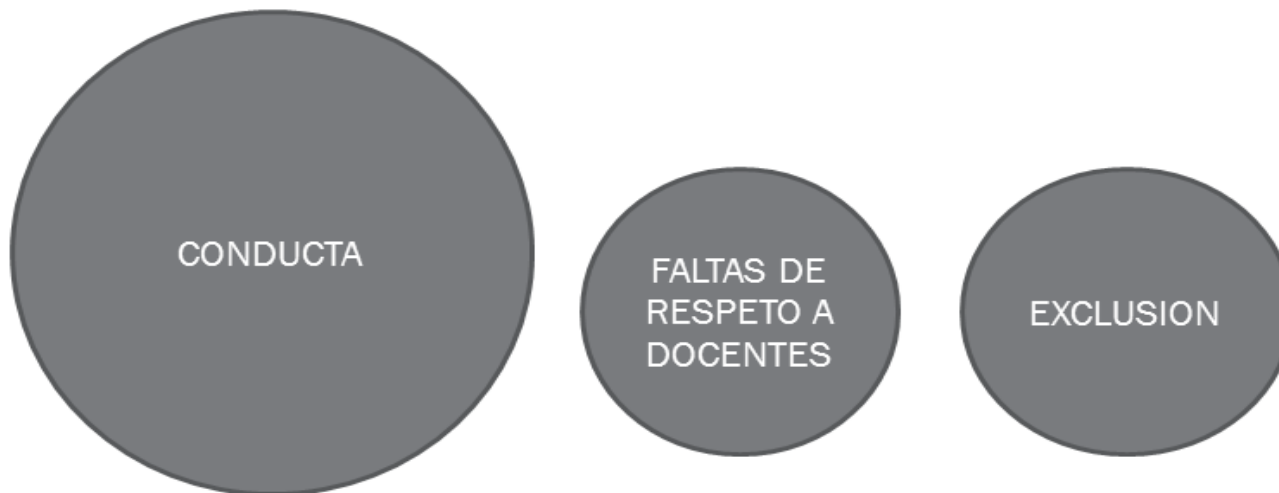 CONDUCTA
FALTAS DE
RESPETO A
DOCENTES
EXCLUSION